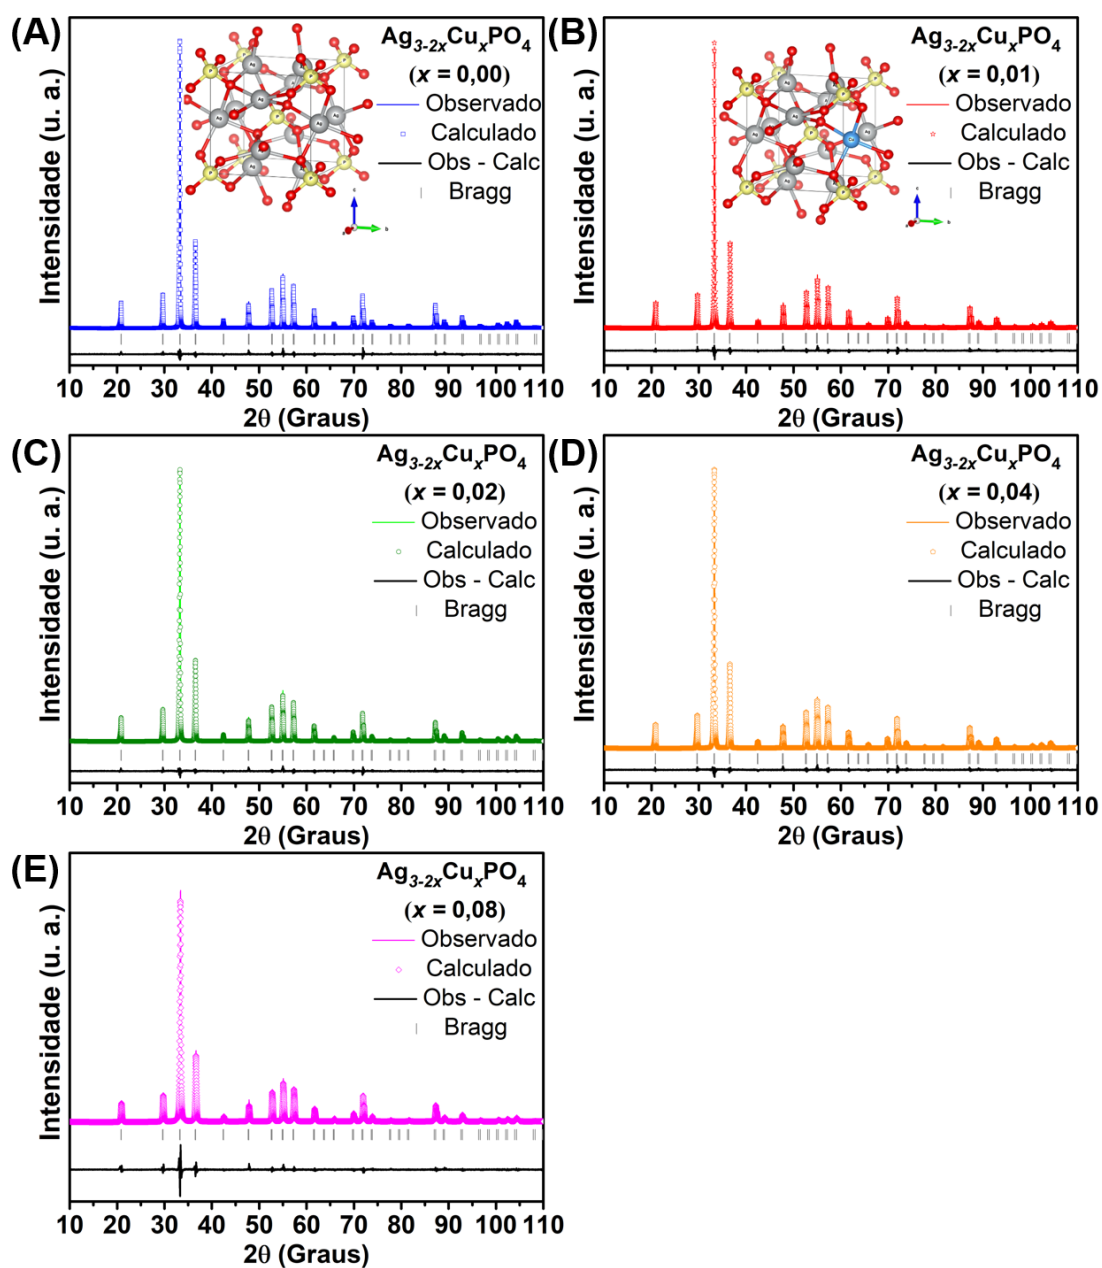 (A)
Ag3-2xCuxPO4
(x = 0,00)
Observado
Calculado
Obs - Calc
Bragg
Intensidade (u. a.)
10 20 30 40 50 60 70 80 90 100 110
2θ (Graus)
(B)
Ag3-2xCuxPO4
(x = 0,01)
Observado
Calculado
Obs - Calc
Bragg
Intensidade (u. a.)
10 20 30 40 50 60 70 80 90 100 110
2θ (Graus)
(C)
Ag3-2xCuxPO4
(x = 0,02)
Observado
Calculado
Obs - Calc
Bragg
Intensidade (u. a.)
10 20 30 40 50 60 70 80 90 100 110
2θ (Graus)
(D)
Ag3-2xCuxPO4
(x = 0,04)
Observado
Calculado
Obs - Calc
Bragg
Intensidade (u. a.)
10 20 30 40 50 60 70 80 90 100 110
2θ (Graus)
(E)
Ag3-2xCuxPO4
(x = 0,08)
Observado
Calculado
Obs - Calc
Bragg
Intensidade (u. a.)
10 20 30 40 50 60 70 80 90 100 110
2θ (Graus)